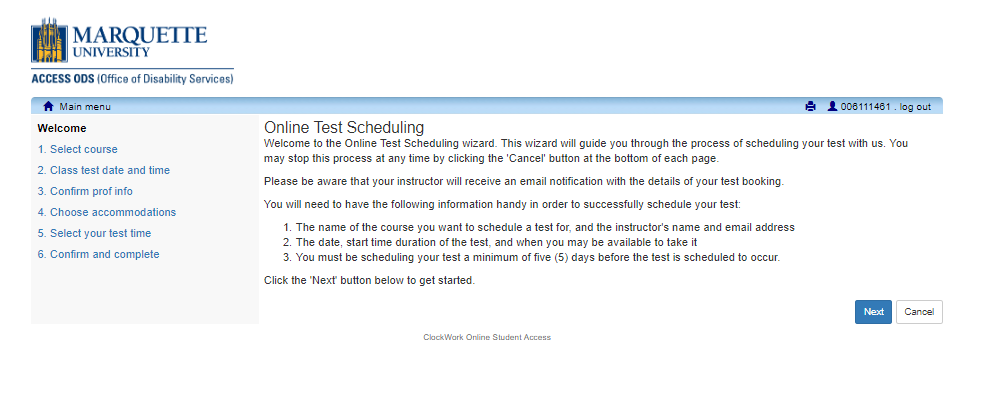 MARQUETTE
UNIVERSITY
ACCESS ODS (Office of Disability Services)
Main menu
006111461 . log out
Welcome
1. Select course
2. Class test date and time
3. Confirm prof info
4. Choose accommodations
5. Select your test time
6. Confirm and complete
Online Test Scheduling
Welcome to the Online Test Scheduling wizard. This wizard will guide you through the process of scheduling your test with us. You
may stop this process at any time by clicking the 'Cancel' button at the bottom of each page.
Please be aware that your instructor will receive an email notification with the details of your test booking.
You will need to have the following information handy in order to successfully schedule your test:
1. The name of the course you want to schedule a test for, and the instructor's name and email address
2. The date, start time duration of the test, and when you may be available to take it
3. You must be scheduling your test a minimum of five (5) days before the test is scheduled to occur.
Click the 'Next' button below to get started.
Next
Cancel
ClockWork Online Student Access